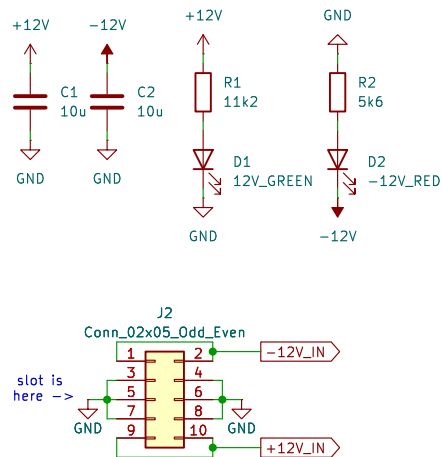 +12V
-12V
+12V
GND
C1
10u
C2
10u
R1
11k2
R2
5k6
GND
GND
D1
12V_GREEN
D2
-12V_RED
GND
-12V
J2
Conn_02x05_Odd_Even
1
2
-12V_IN
3
4
slot is
here ->
5
6
GND
GND
7
8
9
10
+12V_IN